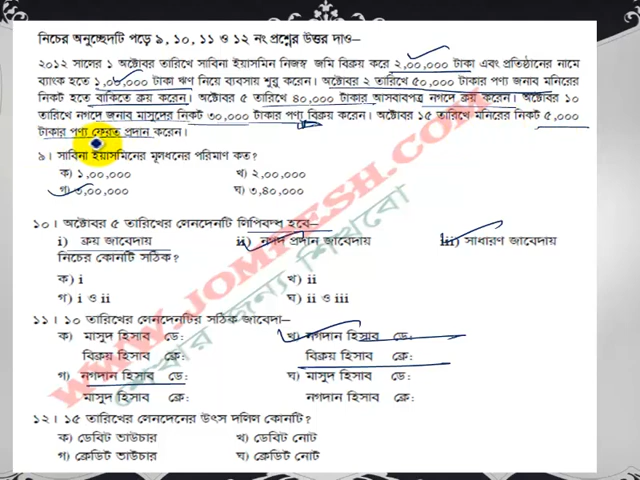 নিচের অনুচ্ছেদটি পড়ে ৯, ১০, ১১ ও ১২ নং প্রশ্নের উত্তর দাও–
২০১২ সালের ১ অক্টোবর তারিখে সাবিনা ইয়াসমিন নিজস্ব জমি বিক্রয় করে ২,০০,০০০ টাকা এবং প্রতিষ্ঠানের নামে
ব্যাংক হতে ১,০০,০০০ টাকা ঋণ নিয়ে ব্যবসায় শুরু করেন। অক্টোবর ২ তারিখে ৫০,০০০ টাকার পণ্য জনাব মনিরের
নিকট হতে বাকিতে ক্রয় করেন। অক্টোবর ৫ তারিখে ৪০,০০০ টাকার আসবাবপত্র নগদে ক্রয় করেন। অক্টোবর ১০
তারিখে নগদে জনাব মাসুদের নিকট ৩০,০০০ টাকার পণ্য বিক্রয় করেন। অক্টোবর ১৫ তারিখে মনিরের নিকট ৫,০০০
টাকার পণ্য ফেরত প্রদান করেন।
৯। সাবিনা ইয়াসমিনের মূলধনের পরিমাণ কত?
ক) ১,০০,০০০ খ) ২,০০,০০০
গ) ৩,০০,০০০ ঘ) ৩,৪০,০০০
১০। অক্টোবর ৫ তারিখের লেনদেনটি লিপিবদ্ধ হবে–
i) ক্রয় জাবেদায় ii) নগদ প্রদান জাবেদায় iii) সাধারণ জাবেদায়
নিচের কোনটি সঠিক?
ক) i খ) ii
গ) i ও ii ঘ) ii ও iii
১১। ১০ তারিখের লেনদেনটির সঠিক জাবেদা–
ক) মাসুদ হিসাব ডে: খ) নগদান হিসাব ডে:
বিক্রয় হিসাব ক্রে: বিক্রয় হিসাব ক্রে:
গ) নগদান হিসাব ডে: ঘ) মাসুদ হিসাব ডে:
মাসুদ হিসাব ক্রে: নগদান হিসাব ক্রে:
১২। ১৫ তারিখের লেনদেনের উৎস দলিল কোনটি?
ক) ডেবিট ভাউচার খ) ডেবিট নোট
গ) ক্রেডিট ভাউচার ঘ) ক্রেডিট নোট
WWW.JOMNESH.COM
শেখার জন্য শিখবো